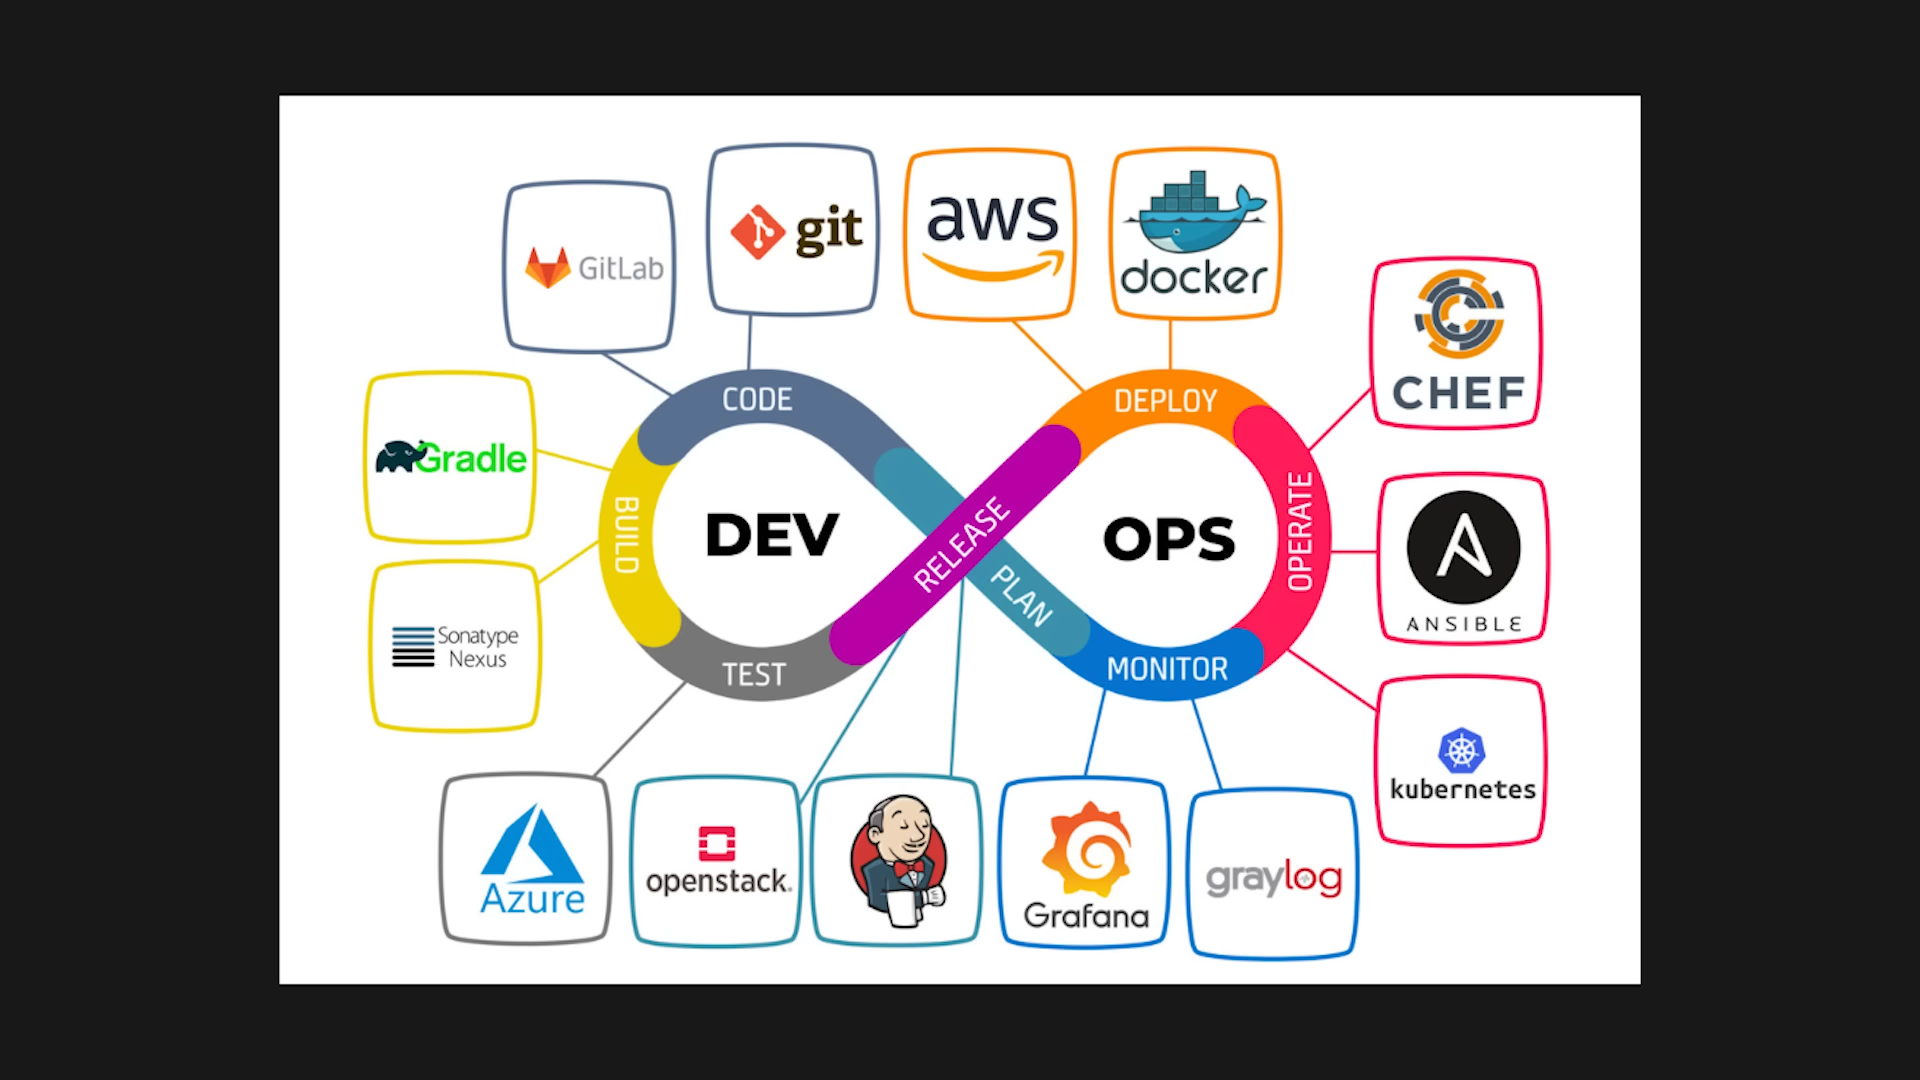 GitLab
git
aws
docker
CHEF
Gradle
CODE
DEPLOY
BUILD
DEV
RELEASE
OPS
OPERATE
ANSIBLE
PLAN
Sonatype
Nexus
TEST
MONITOR
kubernetes
Azure
openstack.
Grafana
graylog